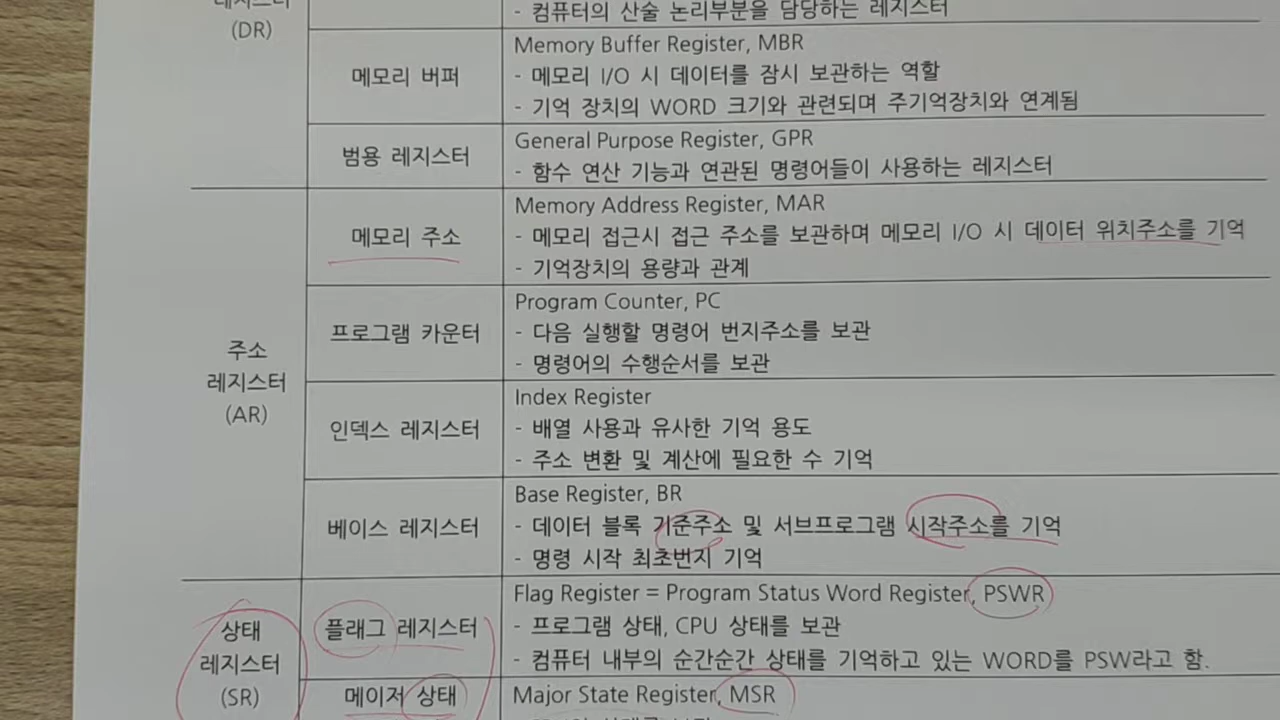 (DR)
- 컴퓨터의 산술 논리부분을 담당하는 레지스터
메모리 버퍼
Memory Buffer Register, MBR
- 메모리 I/O 시 데이터를 잠시 보관하는 역할
- 기억 장치의 WORD 크기와 관련되며 주기억장치와 연계됨
범용 레지스터
General Purpose Register, GPR
- 함수 연산 기능과 연관된 명령어들이 사용하는 레지스터
주소
레지스터
(AR)
메모리 주소
Memory Address Register, MAR
- 메모리 접근시 접근 주소를 보관하며 메모리 I/O 시 데이터 위치주소를 기억
- 기억장치의 용량과 관계
프로그램 카운터
Program Counter, PC
- 다음 실행할 명령어 번지주소를 보관
- 명령어의 수행순서를 보관
인덱스 레지스터
Index Register
- 배열 사용과 유사한 기억 용도
- 주소 변환 및 계산에 필요한 수 기억
베이스 레지스터
Base Register, BR
- 데이터 블록 기준주소 및 서브프로그램 시작주소를 기억
- 명령 시작 최초번지 기억
상태
레지스터
(SR)
플래그 레지스터
Flag Register = Program Status Word Register, PSWR
- 프로그램 상태, CPU 상태를 보관
- 컴퓨터 내부의 순간순간 상태를 기억하고 있는 WORD를 PSW라고 함.
메이저 상태
Major State Register, MSR